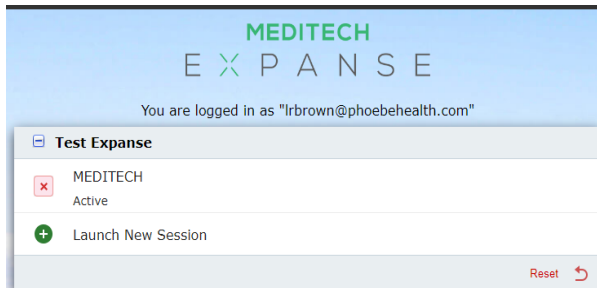 MEDITECH
EXPANSE
You are logged in as "lrbrown@phoebehealth.com"
Test Expanse
MEDITECH
Active
Launch New Session
Reset